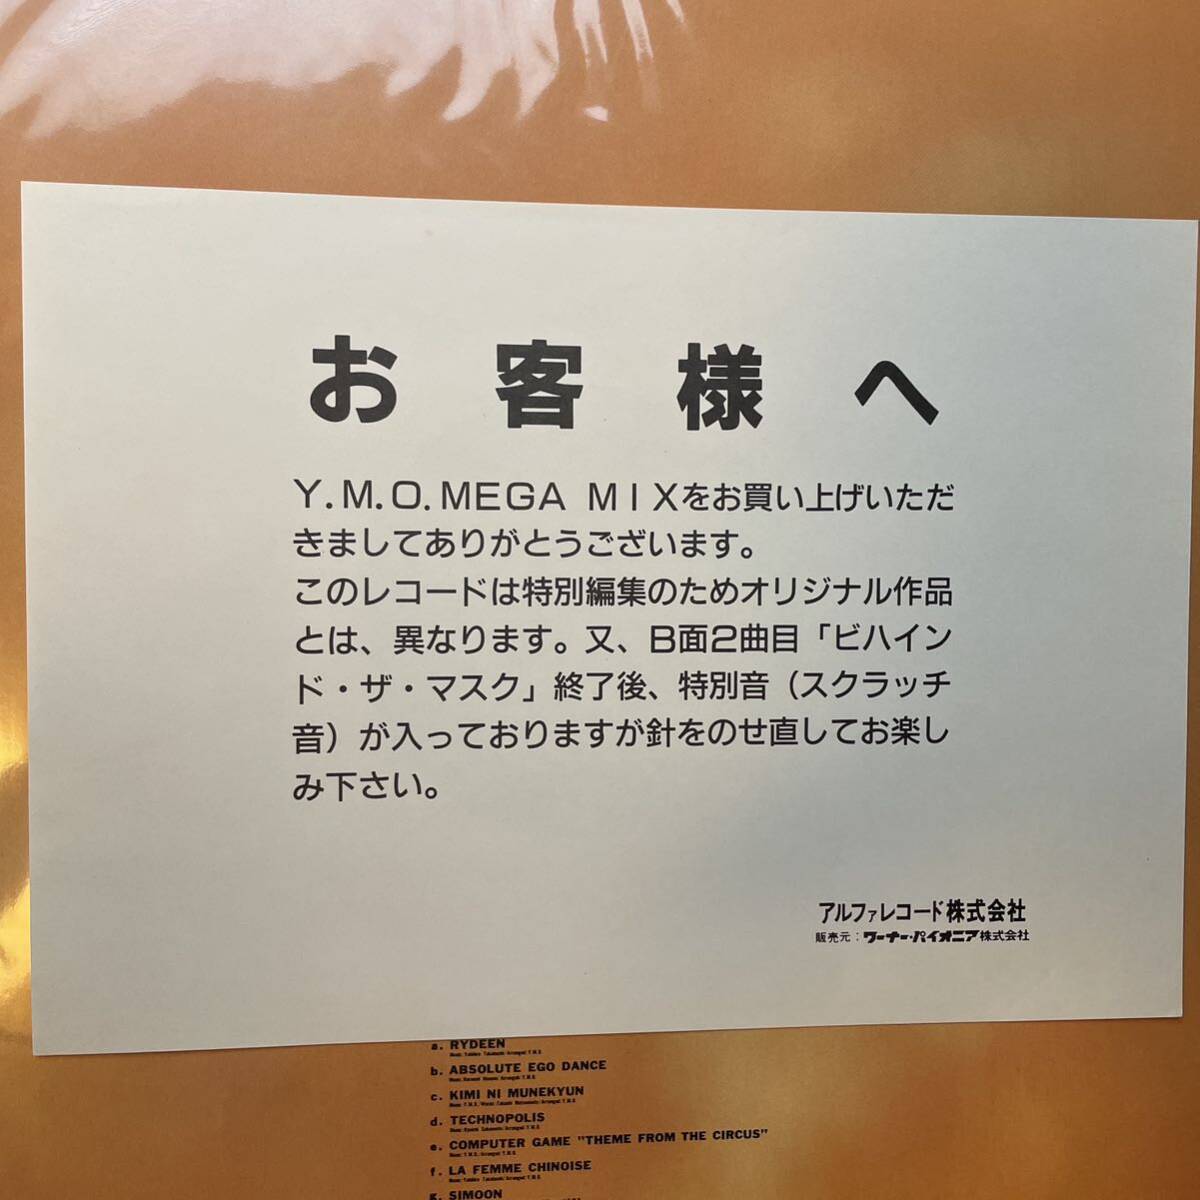 お客様へ
Y.M.O.MEGA MIXをお買い上げいただ
きましてありがとうございます。
このレコードは特別編集のためオリジナル作品
とは、異なります。又、B面2曲目「ビハイン
ド・ザ・マスク」終了後、特別音（スクラッチ
音）が入っておりますが針をのせ直してお楽し
み下さい。
アルファレコード株式会社
販売元：ワーナー・パイオニア株式会社
a. RYDEEN
b. ABSOLUTE EGO DANCE
c. KIMI NI MUNEKYUN
d. TECHNOPOLIS
e. COMPUTER GAME "THEME FROM THE CIRCUS"
f. LA FEMME CHINOISE
g. SIMOON